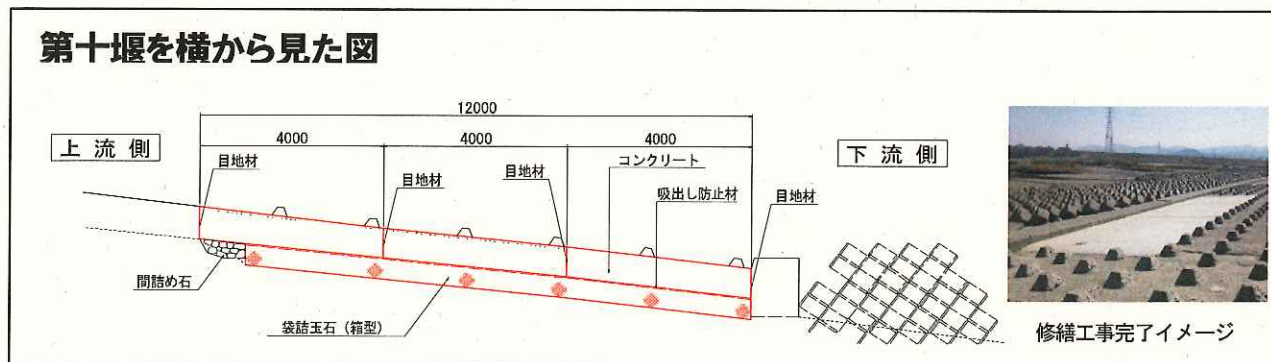 第十堰を横から見た図
12000
4000
4000
4000
上流側
下流側
目地材
目地材
目地材
コンクリート
吸出し防止材
目地材
間詰め石
袋詰玉石（箱型）
修繕工事完了イメージ